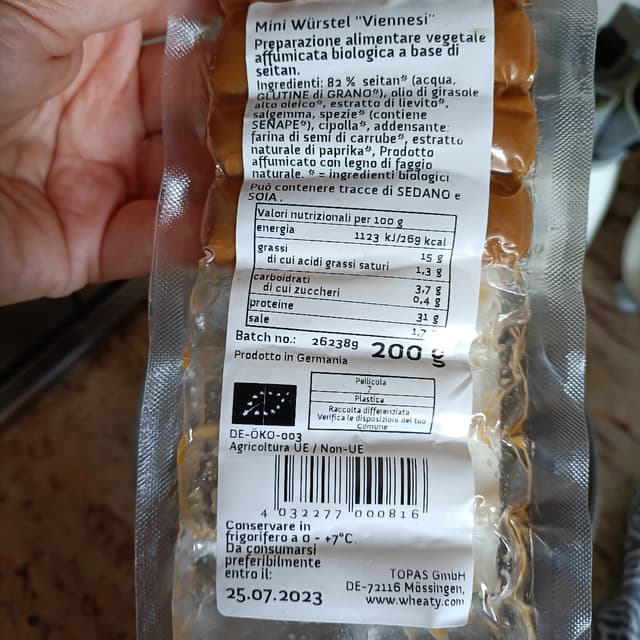 Mini Würstel "Viennesi"
Preparazione alimentare vegetale
affumicata biologica a base di
seitan.
Ingredienti: 82 % seitan* (acqua,
GLUTINE di GRANO*), olio di girasole
alto oleico*, estratto di lievito*,
salgemma, spezie* (contiene
SENAPE*), cipolla*, addensante:
farina di semi di carrube*, estratto
naturale di paprika*, Prodotto
affumicato con legno di faggio
naturale. * = ingredienti biologici
Può contenere tracce di SEDANO e
SOIA.
Valori nutrizionali per 100 g
energia 1123 kJ/269 kcal
grassi 15 g
di cui acidi grassi saturi 1,3 g
carboidrati 3,7 g
di cui zuccheri 0,4 g
proteine 31 g
sale 1,7
Batch no.: 262389 200 g
Prodotto in Germania
Pellicola
7
Plastica
Raccolta differenziata
Verifica le disposizioni del tuo
Comune
DE-ÖKO-003
Agricoltura UE / Non-UE
4 032277 000816
Conservare in
frigorifero a 0 - +7°C.
Da consumarsi
preferibilmente
entro il:
25.07.2023
TOPAS GmbH
DE-72116 Mössingen,
www.wheaty.com